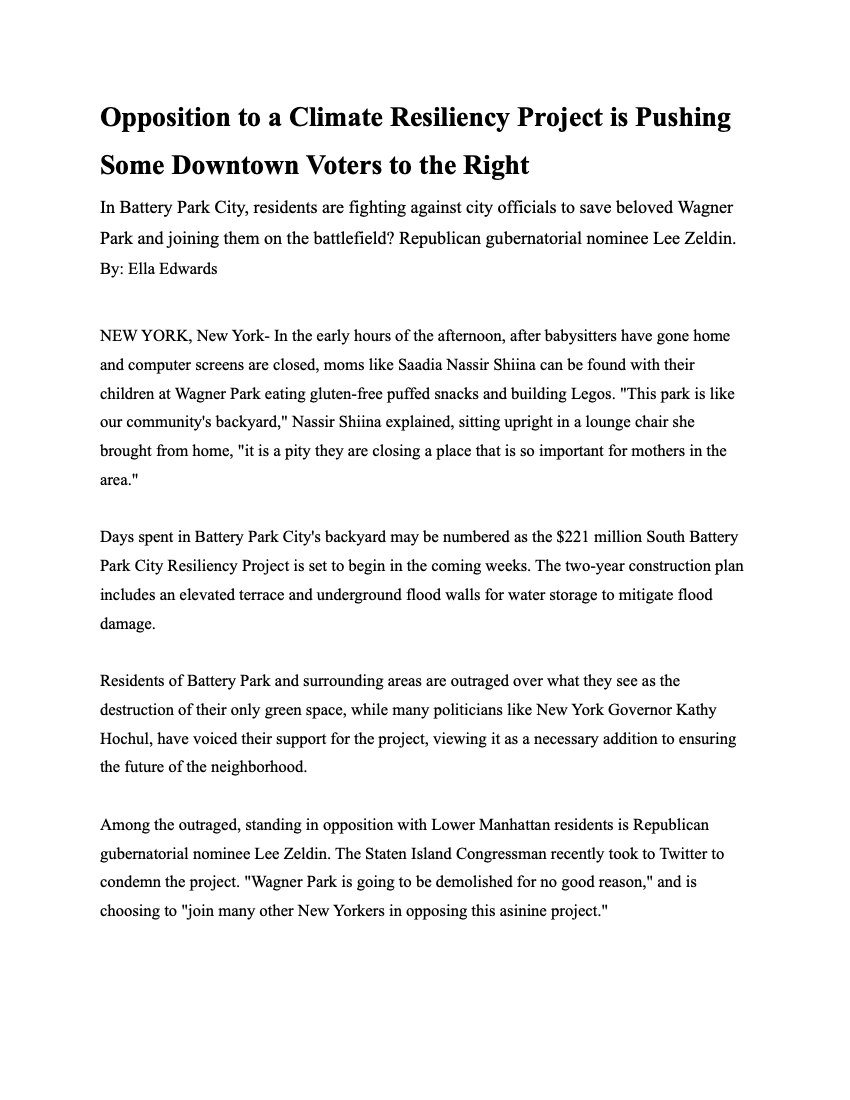 Opposition to a Climate Resiliency Project is Pushing
Some Downtown Voters to the Right
In Battery Park City, residents are fighting against city officials to save beloved Wagner
Park and joining them on the battlefield? Republican gubernatorial nominee Lee Zeldin.
By: Ella Edwards
NEW YORK, New York- In the early hours of the afternoon, after babysitters have gone home
and computer screens are closed, moms like Saadia Nassir Shiina can be found with their
children at Wagner Park eating gluten-free puffed snacks and building Legos. "This park is like
our community's backyard," Nassir Shiina explained, sitting upright in a lounge chair she
brought from home, "it is a pity they are closing a place that is so important for mothers in the
area."
Days spent in Battery Park City's backyard may be numbered as the $221 million South Battery
Park City Resiliency Project is set to begin in the coming weeks. The two-year construction plan
includes an elevated terrace and underground flood walls for water storage to mitigate flood
damage.
Residents of Battery Park and surrounding areas are outraged over what they see as the
destruction of their only green space, while many politicians like New York Governor Kathy
Hochul, have voiced their support for the project, viewing it as a necessary addition to ensuring
the future of the neighborhood.
Among the outraged, standing in opposition with Lower Manhattan residents is Republican
gubernatorial nominee Lee Zeldin. The Staten Island Congressman recently took to Twitter to
condemn the project. "Wagner Park is going to be demolished for no good reason," and is
choosing to "join many other New Yorkers in opposing this asinine project."